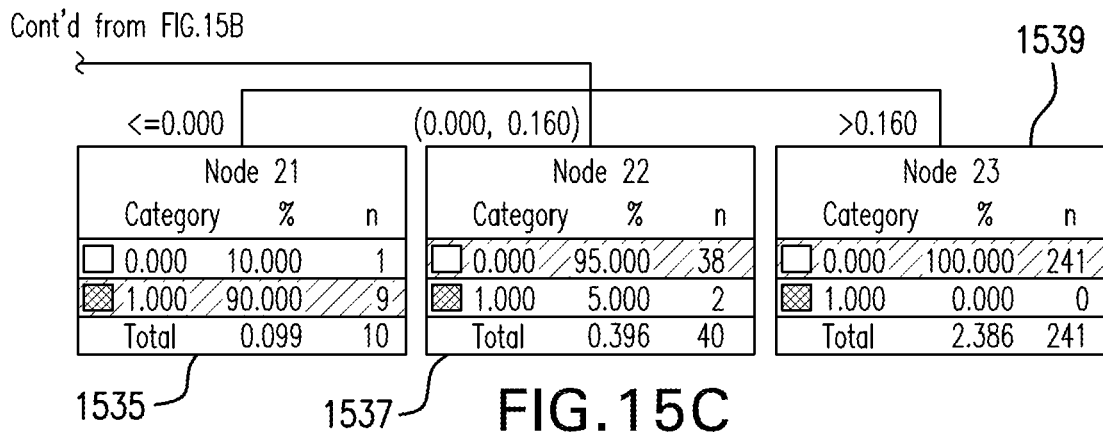 Cont'd from FIG.15B
1539
<=0.000 (0.000, 0.160) >0.160
Node 21 Node 22 Node 23
Category % n Category % n Category % n
0.000 10.000 1 0.000 95.000 38 0.000 100.000 241
1.000 90.000 9 1.000 5.000 2 1.000 0.000 0
Total 0.099 10 Total 0.396 40 Total 2.386 241
1535 1537 FIG.15C